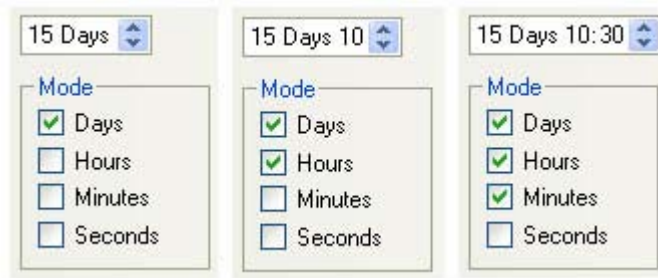 15 Days
Mode
Days
Hours
Minutes
Seconds
15 Days 10
Mode
Days
Hours
Minutes
Seconds
15 Days 10:30
Mode
Days
Hours
Minutes
Seconds